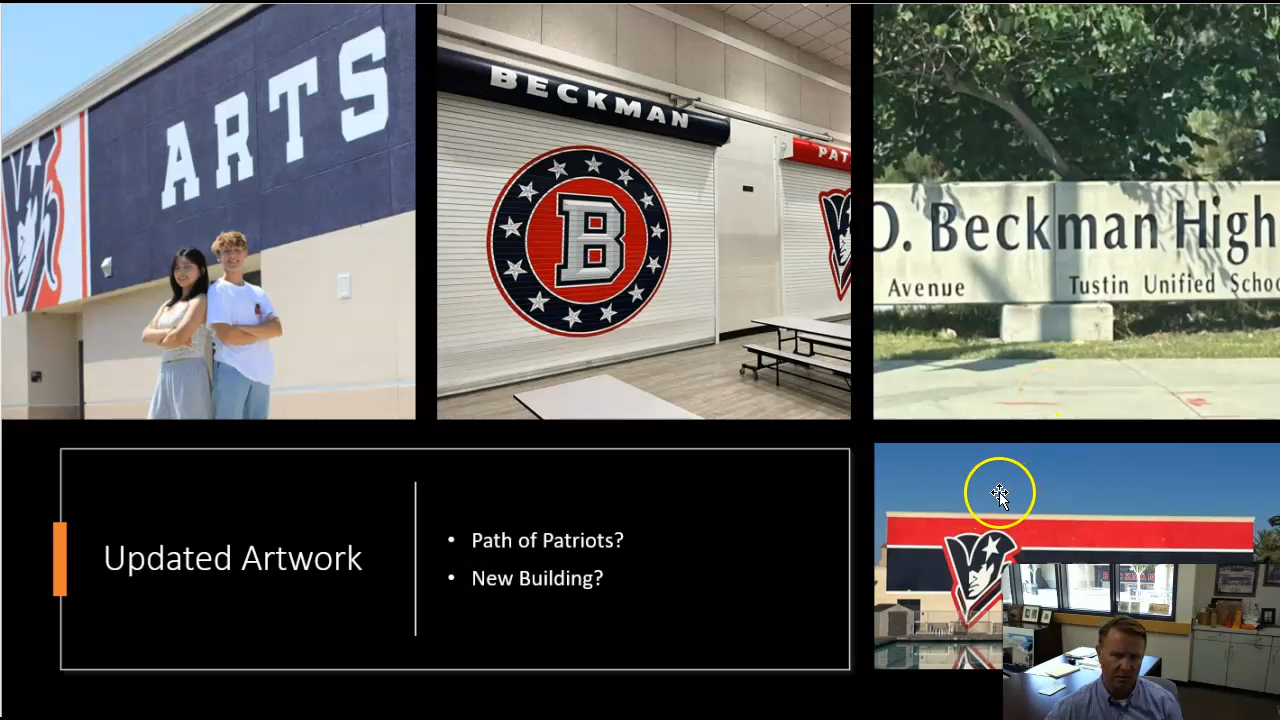 ARTS
BECKMAN
B
PAT
O. Beckman High
Avenue
Tustin Unified Schoo
Updated Artwork
• Path of Patriots?
• New Building?